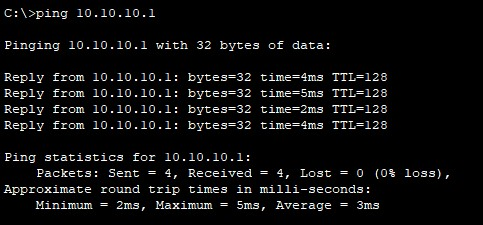 C:\>ping 10.10.10.1
Pinging 10.10.10.1 with 32 bytes of data:
Reply from 10.10.10.1: bytes=32 time=4ms TTL=128
Reply from 10.10.10.1: bytes=32 time=5ms TTL=128
Reply from 10.10.10.1: bytes=32 time=2ms TTL=128
Reply from 10.10.10.1: bytes=32 time=4ms TTL=128
Ping statistics for 10.10.10.1:
    Packets: Sent = 4, Received = 4, Lost = 0 (0% loss),
Approximate round trip times in milli-seconds:
    Minimum = 2ms, Maximum = 5ms, Average = 3ms